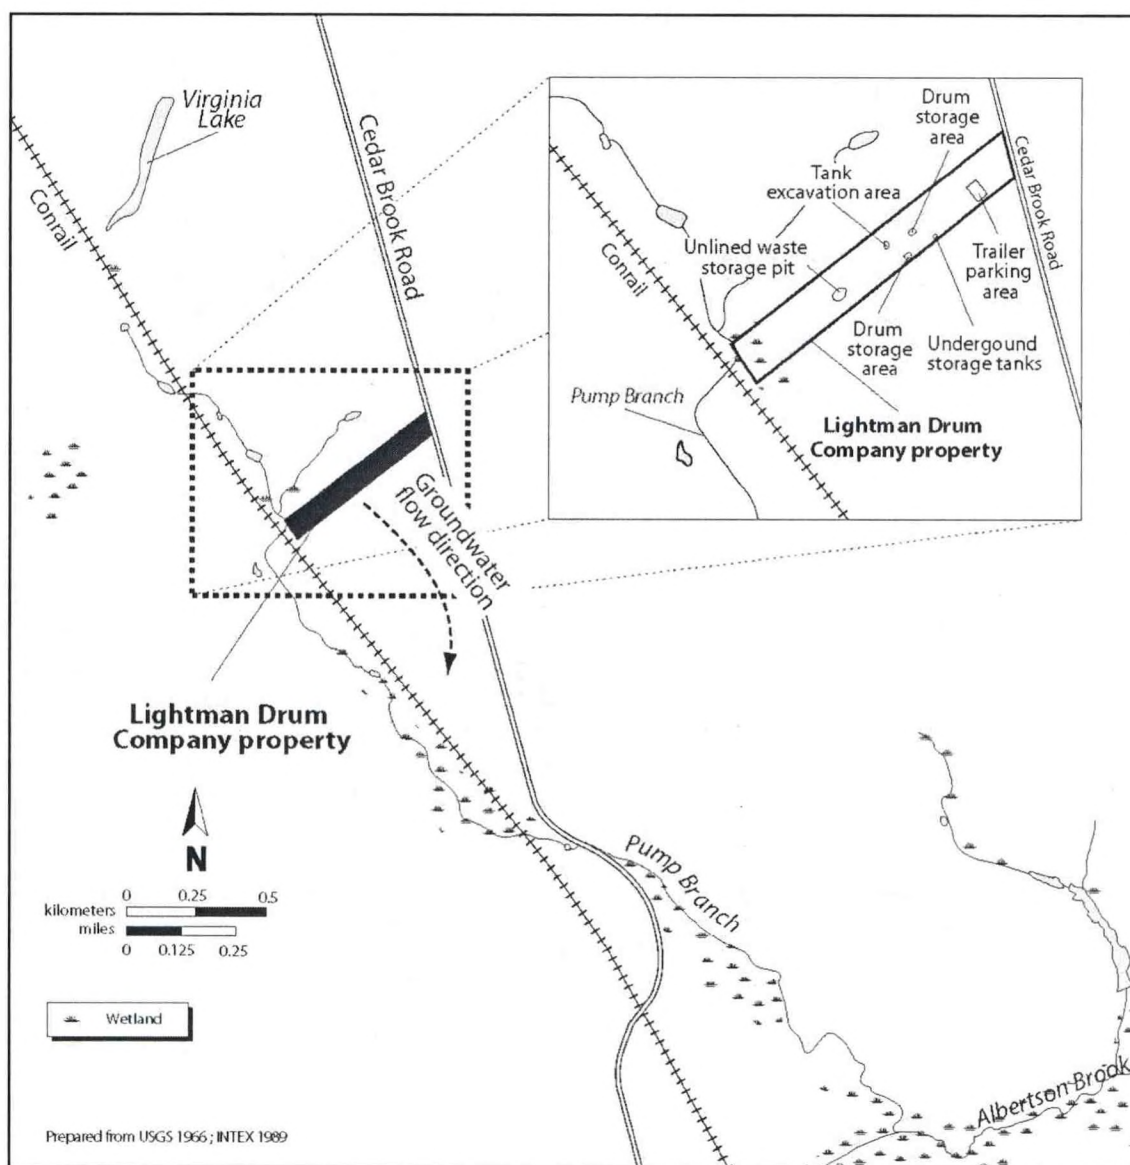 Virginia
Lake
Conrail
Cedar Brook Road
Drum
storage
area
Tank
excavation area
Cedar Brook Road
Conrail
Unlined waste
storage pit
Trailer
parking
area
Drum
storage
area
Undergound
storage tanks
Pump Branch
Lightman Drum
Company property
Groundwater
flow direction
Lightman Drum
Company property
N
0 0.25 0.5
kilometers
miles
0 0.125 0.25
Pump Branch
Wetland
Albertson Brook
Prepared from USGS 1966 ; INTEX 1989